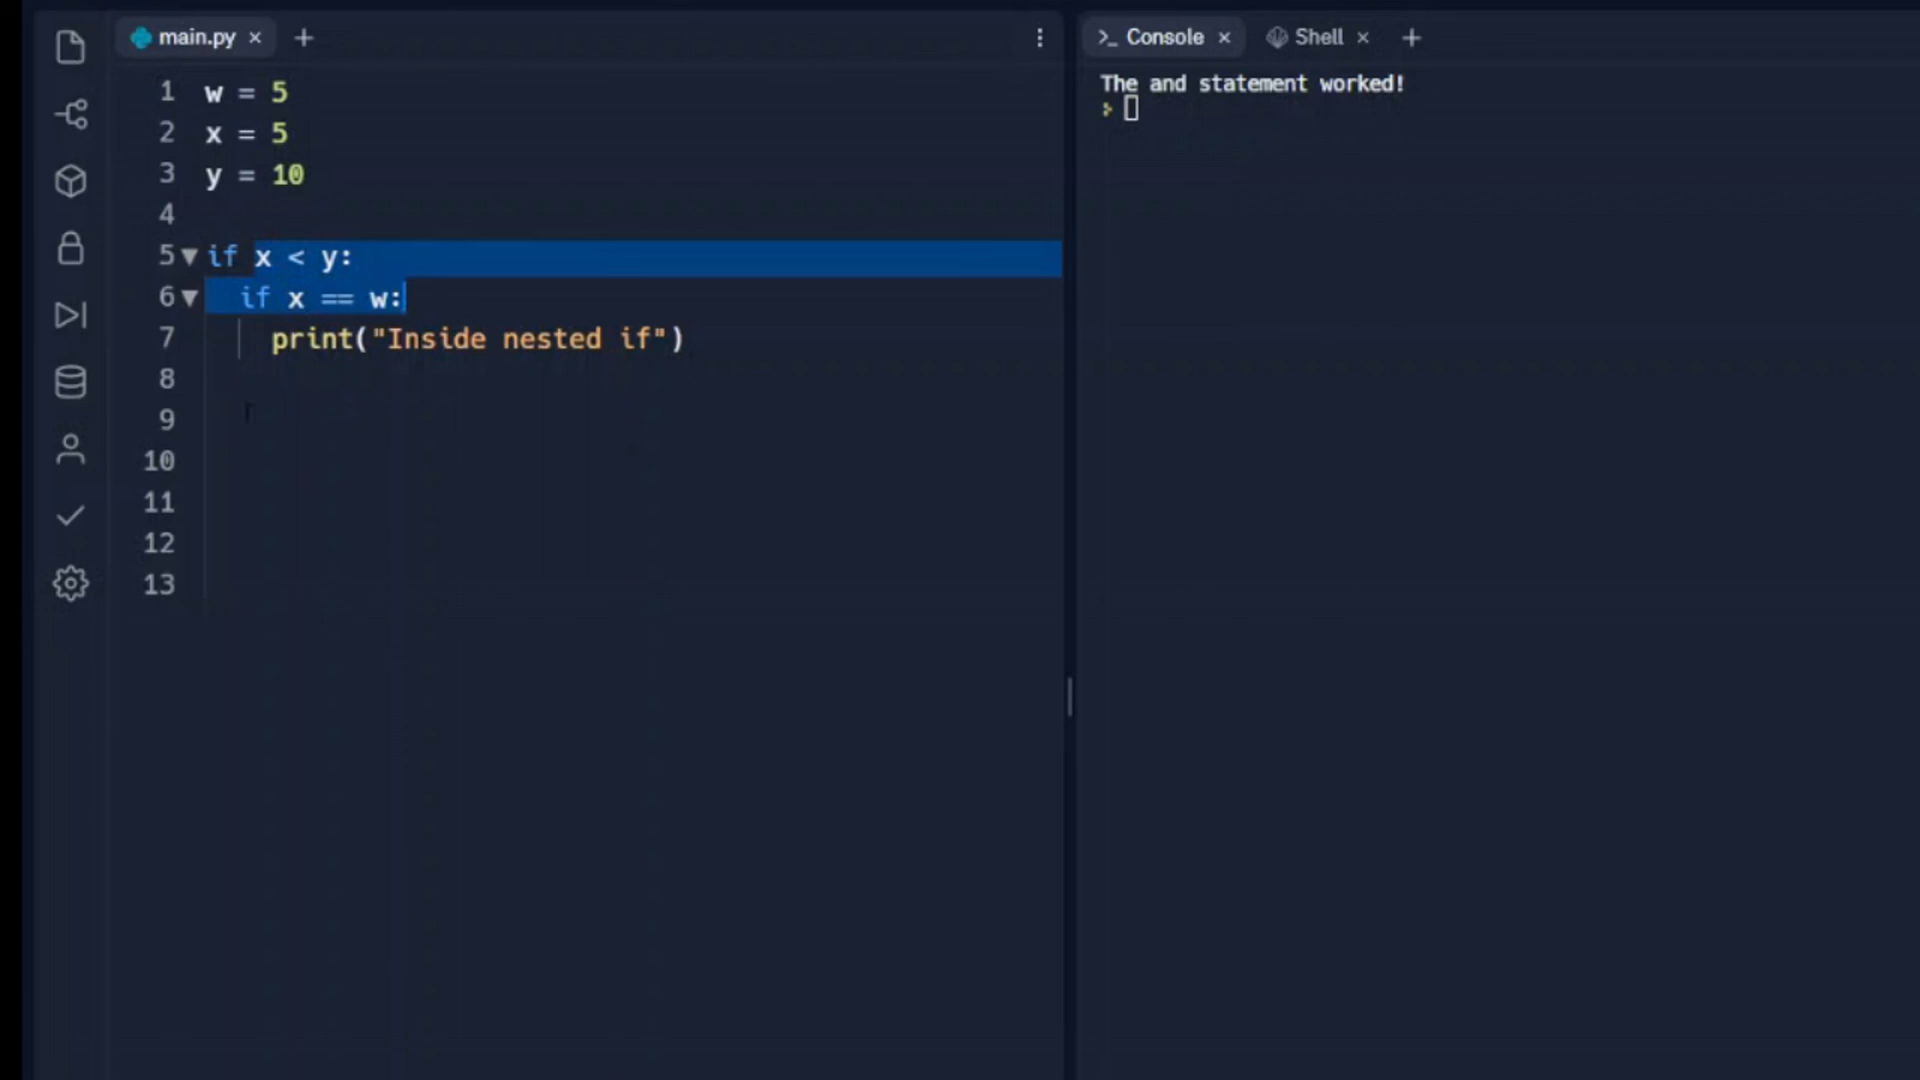 main.py × +
1 w = 5
2 x = 5
3 y = 10
4
5 if x < y:
6 if x == w:
7 print("Inside nested if")
8
9
10
11
12
13
>_ Console × Shell × +
The and statement worked!